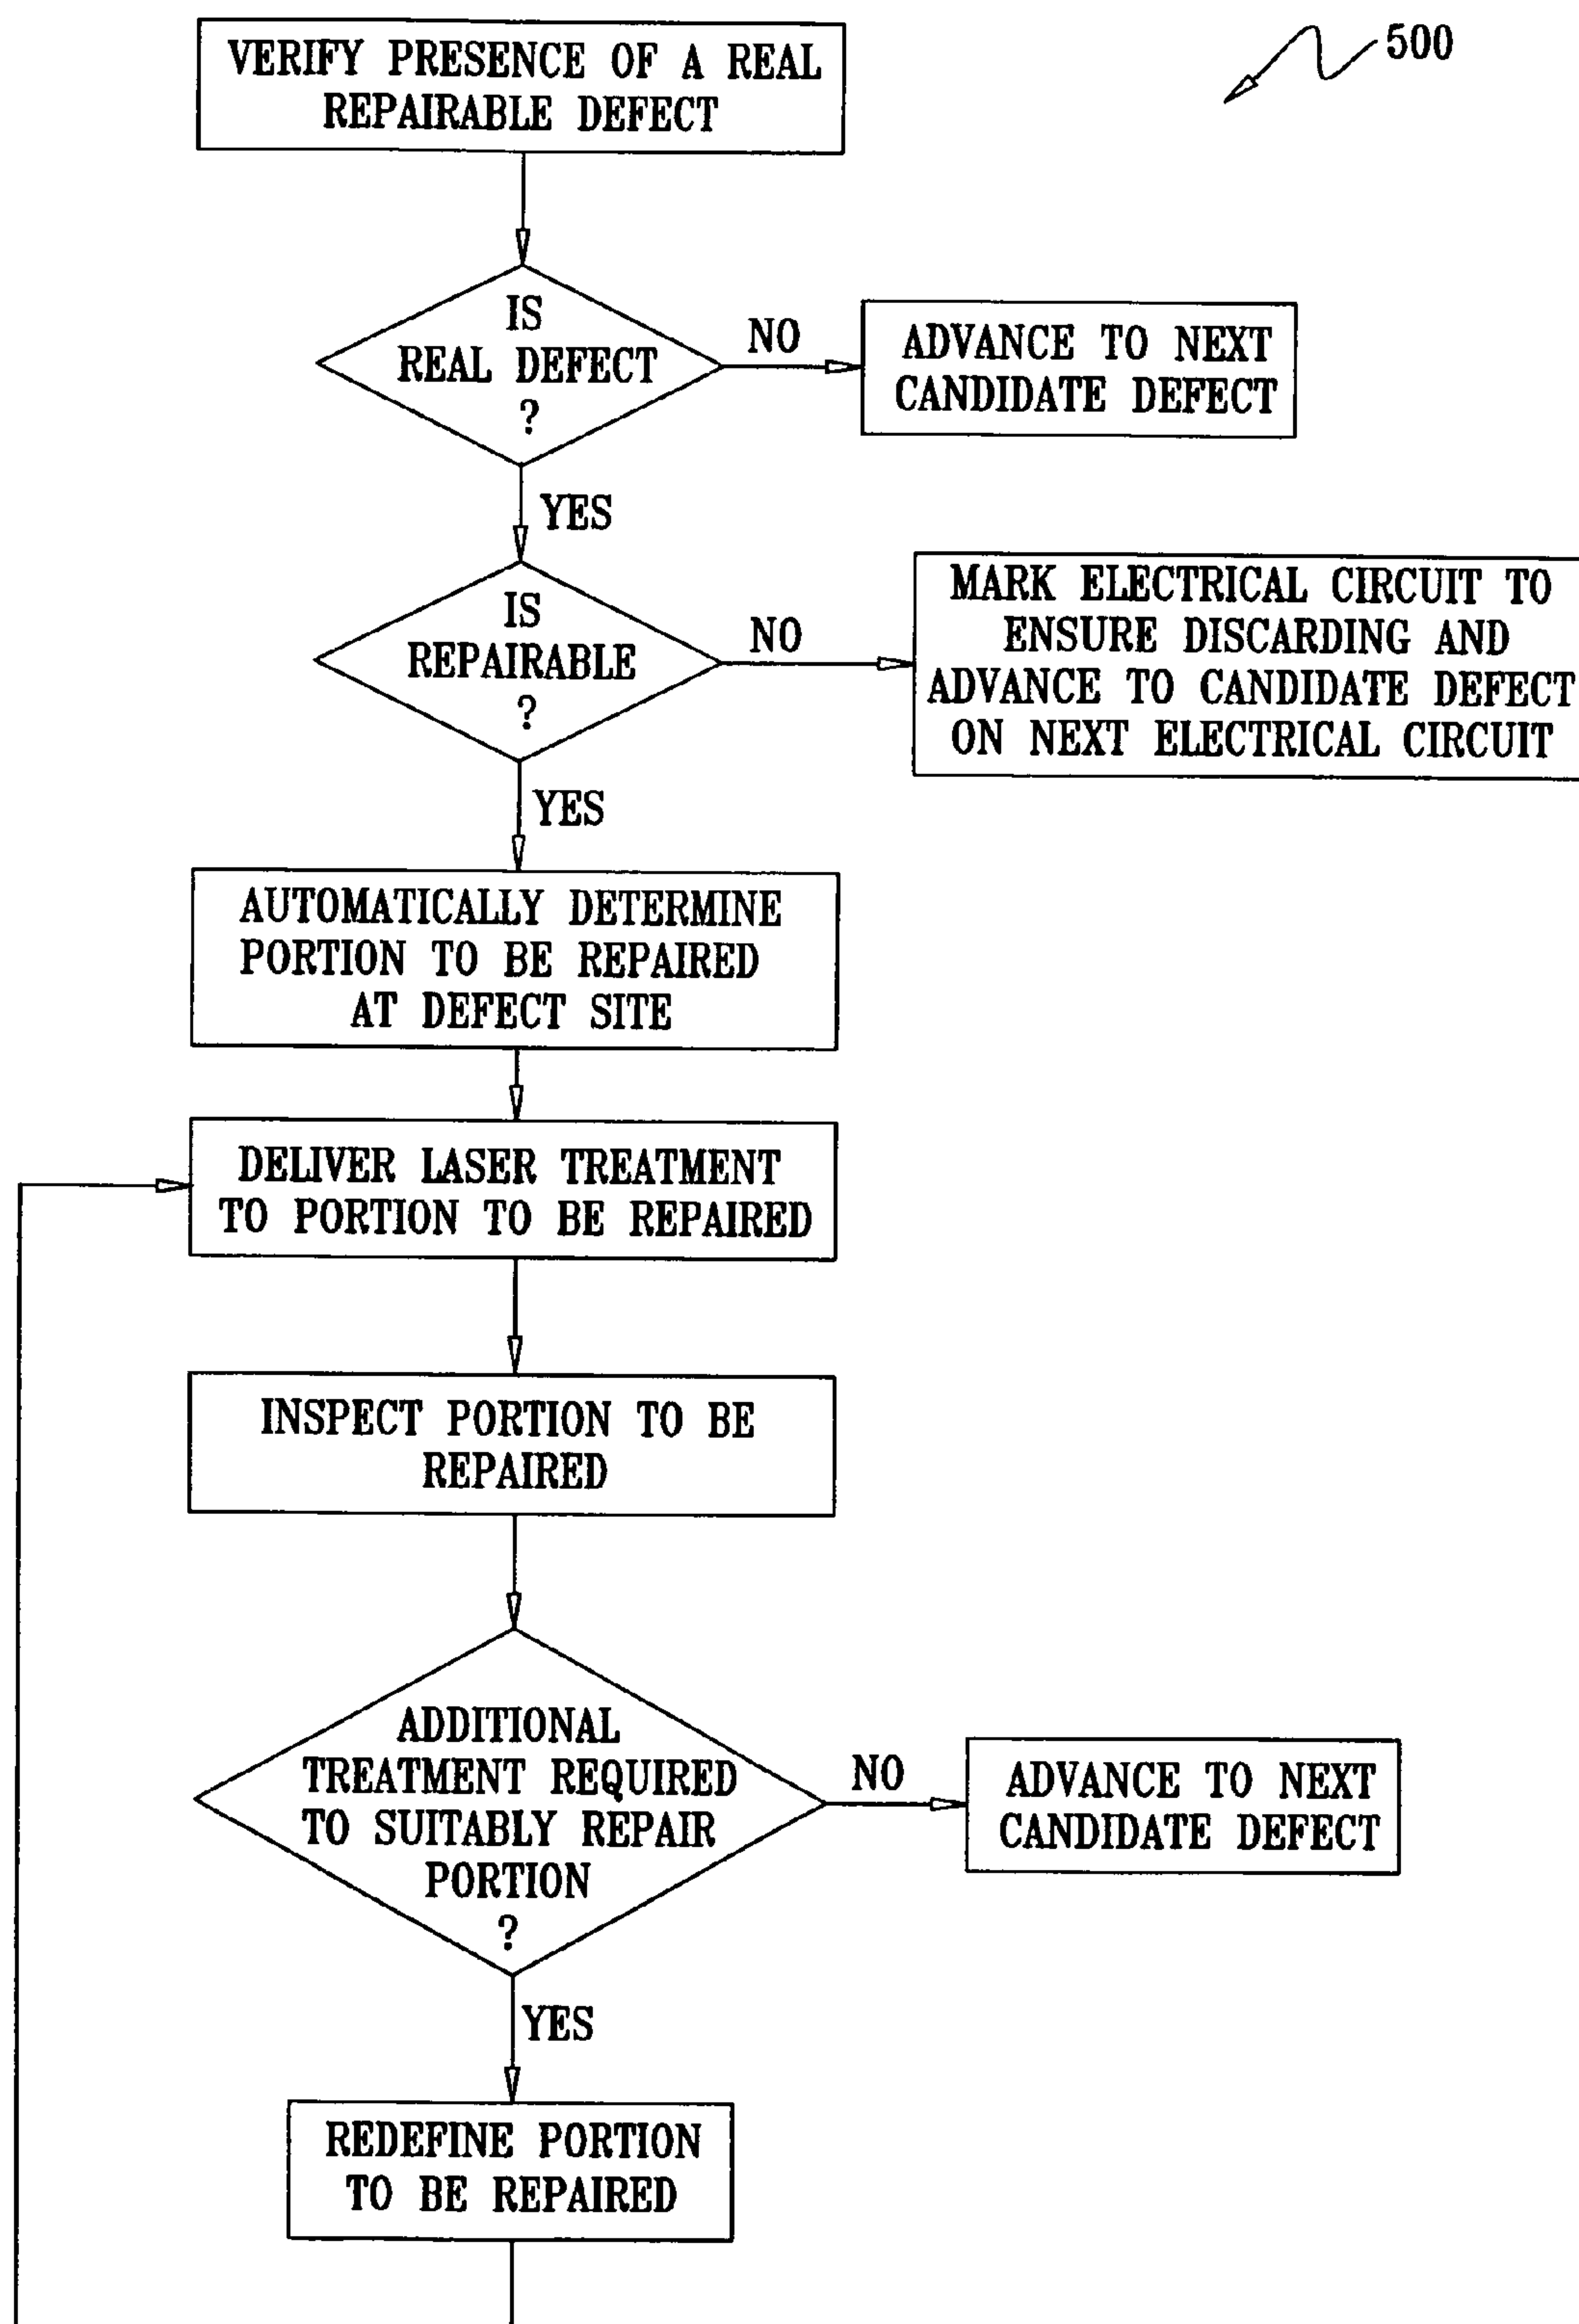 VERIFY PRESENCE OF A REAL
REPAIRABLE DEFECT
500
IS
REAL DEFECT
?
NO
ADVANCE TO NEXT
CANDIDATE DEFECT
YES
IS
REPAIRABLE
?
NO
MARK ELECTRICAL CIRCUIT TO
ENSURE DISCARDING AND
ADVANCE TO CANDIDATE DEFECT
ON NEXT ELECTRICAL CIRCUIT
YES
AUTOMATICALLY DETERMINE
PORTION TO BE REPAIRED
AT DEFECT SITE
DELIVER LASER TREATMENT
TO PORTION TO BE REPAIRED
INSPECT PORTION TO BE
REPAIRED
ADDITIONAL
TREATMENT REQUIRED
TO SUITABLY REPAIR
PORTION
?
NO
ADVANCE TO NEXT
CANDIDATE DEFECT
YES
REDEFINE PORTION
TO BE REPAIRED